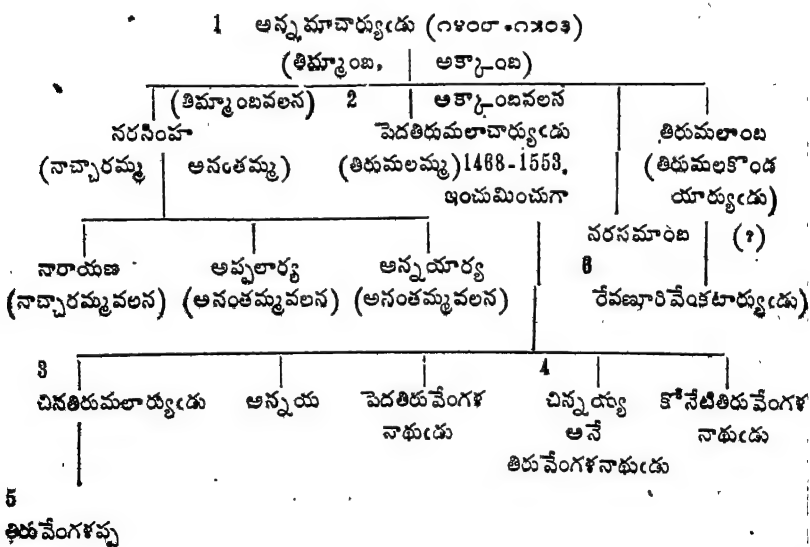 1 అన్నమాచార్యుఁడు (౧౪౦౮-౧౫౦౩)
(తిమ్మాంబ, అక్కాంబ)
(తిమ్మాంబవలన) 2 అక్కాంబవలన
నరసింహ పెదతిరుమలాచార్యుఁడు తిరుమలాంబ
(నాచ్చారమ్మ అనంతమ్మ) (తిరుమలమ్మ) 1468-1553, (తిరుమలకొండ
ఇంచుమించుగా యార్యుఁడు)
నరసమాంబ (?)
నారాయణ అప్పలార్య అన్నయార్య 6
(నాచ్చారమ్మవలన) (అనంతమ్మవలన) (అనంతమ్మవలన) రేవణూరివేంకటార్యుఁడు)
3 4
చినతిరుమలార్యుఁడు అన్నయ పెదతిరువేంగళ చిన్నయ్య కోనేటితిరువేంగళ
నాథుఁడు అనే నాథుఁడు
తిరువేంగళనాథుఁడు
5
తిరువేంగళప్ప